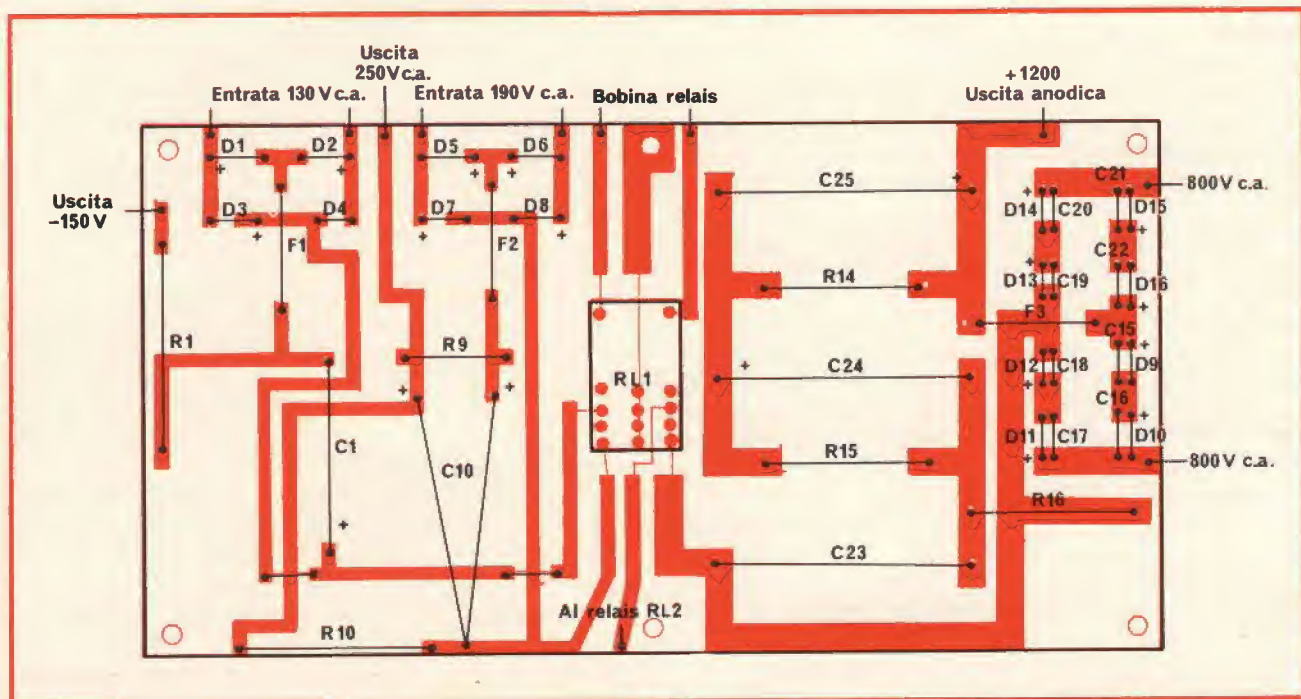 Uscita
250V c.a.
Entrata 130 V c.a.
Entrata 190 V c.a.
Bobina relais
+1200
Uscita anodica
D1
D2
D5
D6
C25
+
C21
800V c.a.
+
+
+
+
+
D14
C20
D15
Uscita
-150 V
D3
D4
D7
D8
+
+
+
+
F1
F2
C22
D13
C19
D16
R14
+
F3
R1
R9
RL1
+
C24
C15
D12
C18
D9
+
+
+
C16
+
C1
C10
D11
C17
D10
R15
+
800V c.a.
R16
+
C23
Al relais RL2
R10